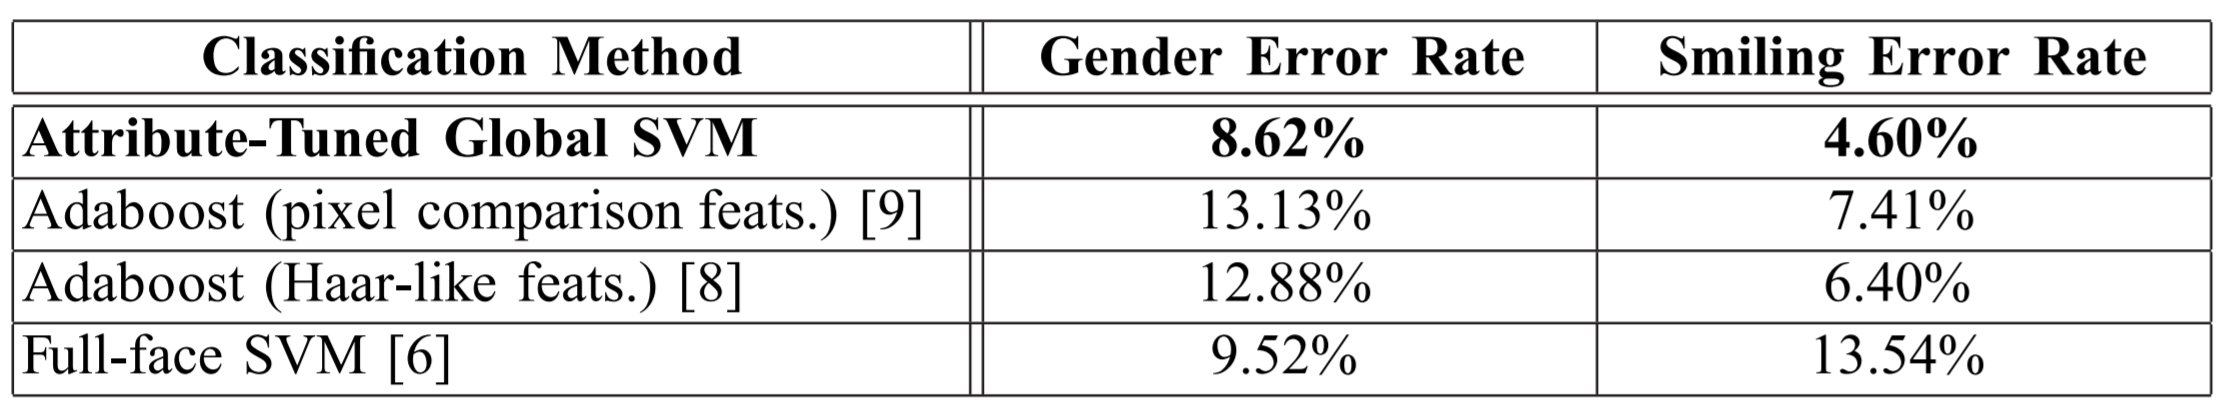 Classification Method Gender Error Rate Smiling Error Rate
Attribute-Tuned Global SVM 8.62% 4.60%
Adaboost (pixel comparison feats.) [9] 13.13% 7.41%
Adaboost (Haar-like feats.) [8] 12.88% 6.40%
Full-face SVM [6] 9.52% 13.54%